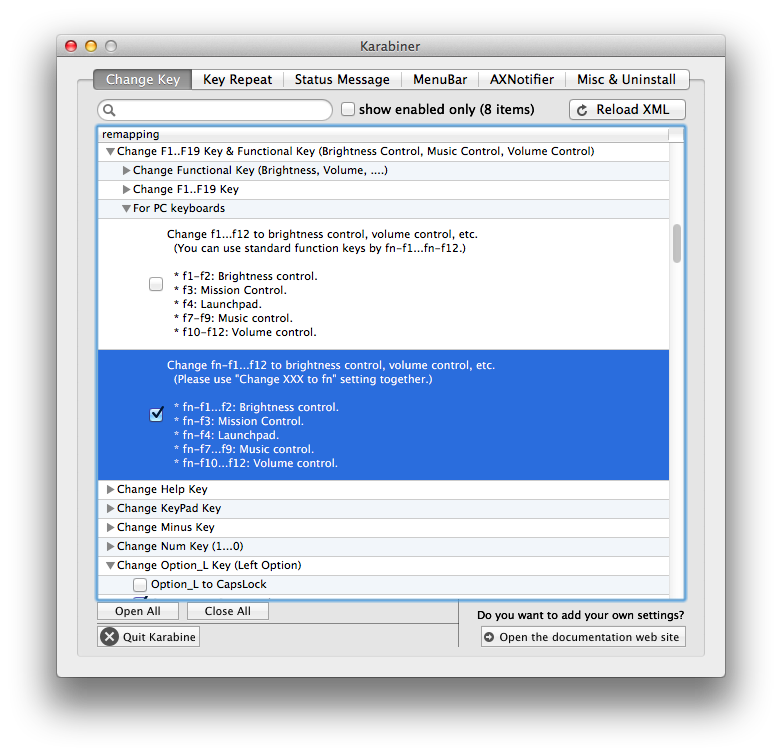 Karabiner
Change Key Key Repeat Status Message MenuBar AXNotifier Misc & Uninstall
show enabled only (8 items) Reload XML
remapping
Change F1..F19 Key & Functional Key (Brightness Control, Music Control, Volume Control)
Change Functional Key (Brightness, Volume, ....)
Change F1..F19 Key
For PC keyboards
Change f1...f12 to brightness control, volume control, etc.
(You can use standard function keys by fn-f1...fn-f12.)
* f1-f2: Brightness control.
* f3: Mission Control.
* f4: Launchpad.
* f7-f9: Music control.
* f10-f12: Volume control.
Change fn-f1...f12 to brightness control, volume control, etc.
(Please use "Change XXX to fn" setting together.)
* fn-f1...f2: Brightness control.
* fn-f3: Mission Control.
* fn-f4: Launchpad.
* fn-f7...f9: Music control.
* fn-f10...f12: Volume control.
Change Help Key
Change KeyPad Key
Change Minus Key
Change Num Key (1...0)
Change Option_L Key (Left Option)
Option_L to CapsLock
Open All Close All
Do you want to add your own settings?
Quit Karabine Open the documentation web site